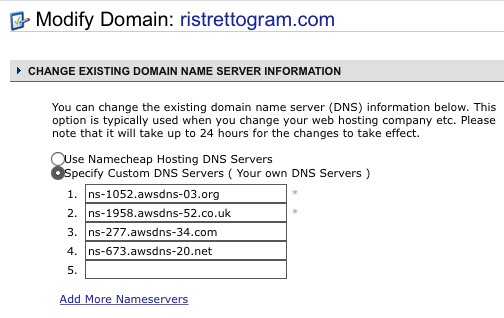 Modify Domain: ristrettogram.com
CHANGE EXISTING DOMAIN NAME SERVER INFORMATION
You can change the existing domain name server (DNS) information below. This
option is typically used when you change your web hosting company etc. Please
note that it will take up to 24 hours for the changes to take effect.
Use Namecheap Hosting DNS Servers
Specify Custom DNS Servers ( Your own DNS Servers )
1. ns-1052.awsdns-03.org *
2. ns-1958.awsdns-52.co.uk *
3. ns-277.awsdns-34.com
4. ns-673.awsdns-20.net
5.
Add More Nameservers